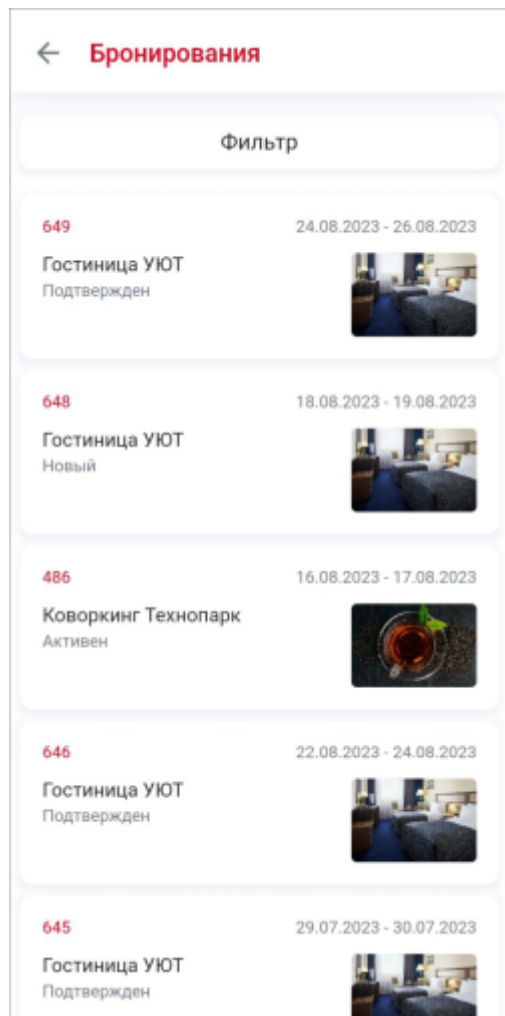 Бронирования
Фильтр
649 24.08.2023 - 26.08.2023
Гостиница УЮТ
Подтвержден
648 18.08.2023 - 19.08.2023
Гостиница УЮТ
Новый
486 16.08.2023 - 17.08.2023
Коворкинг Технопарк
Активен
646 22.08.2023 - 24.08.2023
Гостиница УЮТ
Подтвержден
645 29.07.2023 - 30.07.2023
Гостиница УЮТ
Подтвержден